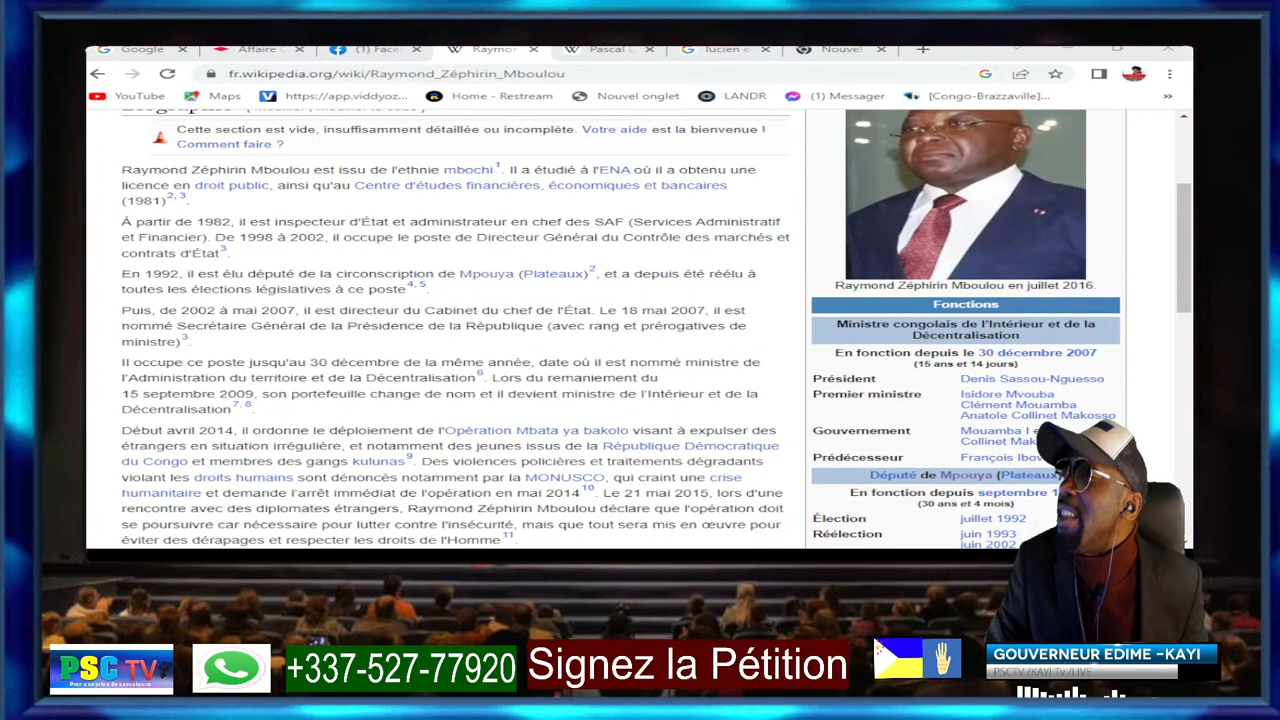 Google
Affaire
(1) Face
Raymon
Pascal
lucien e
Nouvel
fr.wikipedia.org/wiki/Raymond_Zéphirin_Mboulou
YouTube
Maps
https://app.viddyoz...
Home - Restream
Nouvel onglet
LANDR
(1) Messager
[Congo-Brazzaville]...
»
Cette section est vide, insuffisamment détaillée ou incomplète. Votre aide est la bienvenue !
Comment faire ?
Raymond Zéphirin Mboulou est issu de l'ethnie mbochi1. Il a étudié à l'ENA où il a obtenu une
licence en droit public, ainsi qu'au Centre d'études financières, économiques et bancaires
(1981)2, 3.
À partir de 1982, il est inspecteur d'État et administrateur en chef des SAF (Services Administratif
et Financier). De 1998 à 2002, il occupe le poste de Directeur Général du Contrôle des marchés et
contrats d'État3.
En 1992, il est élu député de la circonscription de Mpouya (Plateaux)2, et a depuis été réélu à
toutes les élections législatives à ce poste4, 5.
Puis, de 2002 à mai 2007, il est directeur du Cabinet du chef de l'État. Le 18 mai 2007, il est
nommé Secrétaire Général de la Présidence de la République (avec rang et prérogatives de
ministre)3.
Il occupe ce poste jusqu'au 30 décembre de la même année, date où il est nommé ministre de
l'Administration du territoire et de la Décentralisation6. Lors du remaniement du
15 septembre 2009, son portefeuille change de nom et il devient ministre de l'Intérieur et de la
Décentralisation7, 8.
Début avril 2014, il ordonne le déploiement de l'Opération Mbata ya bakolo visant à expulser des
étrangers en situation irrégulière, et notamment des jeunes issus de la République Démocratique
du Congo et membres des gangs kulunas9. Des violences policières et traitements dégradants
violant les droits humains sont dénoncés notamment par la MONUSCO, qui craint une crise
humanitaire et demande l'arrêt immédiat de l'opération en mai 201410. Le 21 mai 2015, lors d'une
rencontre avec des diplomates étrangers, Raymond Zéphirin Mboulou déclare que l'opération doit
se poursuivre car nécessaire pour lutter contre l'insécurité, mais que tout sera mis en œuvre pour
éviter des dérapages et respecter les droits de l'Homme11.
Raymond Zéphirin Mboulou en juillet 2016.
Fonctions
Ministre congolais de l'Intérieur et de la
Décentralisation
En fonction depuis le 30 décembre 2007
(15 ans et 14 jours)
Président Denis Sassou-Nguesso
Premier ministre Isidore Mvouba
Clément Mouamba
Anatole Collinet Makosso
Gouvernement Mouamba I e
Collinet Mak
Prédécesseur François Ibov
Député de Mpouya (Plateaux)
En fonction depuis septembre 1
(30 ans et 4 mois)
Élection juillet 1992
Réélection juin 1993
juin 2002
PSC TV
+337-527-77920
Signez la Pétition
GOUVERNEUR EDIME -KAYI
PSCTV /KAYI Tv /LIVE